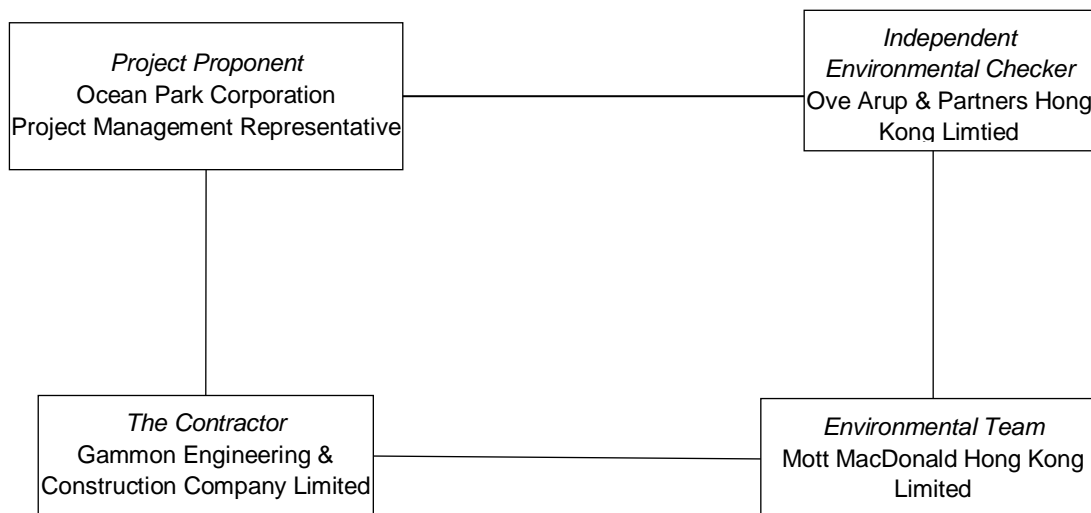 Project Proponent
Ocean Park Corporation
Project Management Representative
Independent
Environmental Checker
Ove Arup & Partners Hong
Kong Limtied
The Contractor
Gammon Engineering &
Construction Company Limited
Environmental Team
Mott MacDonald Hong Kong
Limited